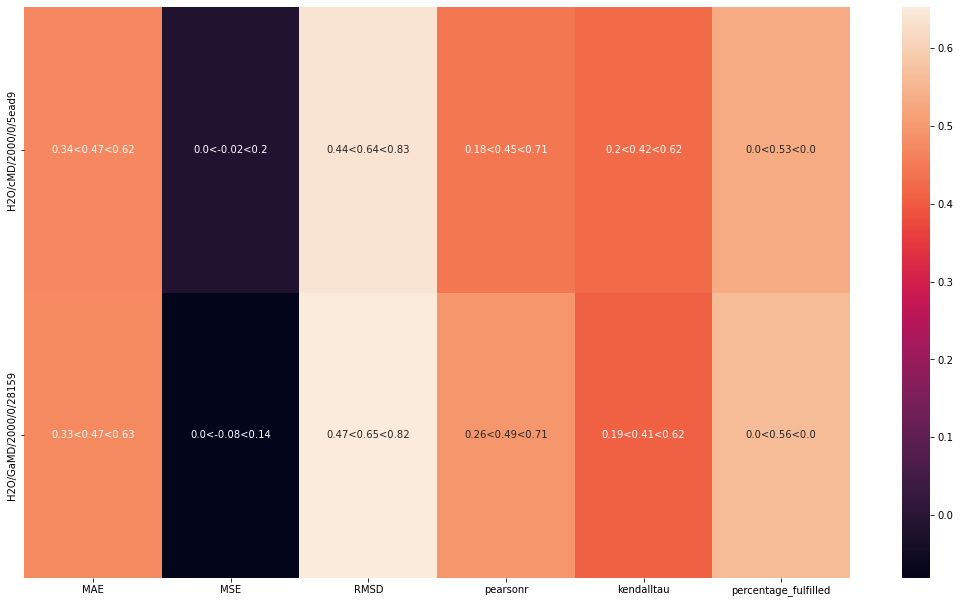 H2O/cMD/2000/0/5ead9
0.34<0.47<0.62
0.0<-0.02<0.2
0.44<0.64<0.83
0.18<0.45<0.71
0.2<0.42<0.62
0.0<0.53<0.0
H2O/GaMD/2000/0/28159
0.33<0.47<0.63
0.0<-0.08<0.14
0.47<0.65<0.82
0.26<0.49<0.71
0.19<0.41<0.62
0.0<0.56<0.0
MAE
MSE
RMSD
pearsonr
kendalltau
percentage_fulfilled
0.6
0.5
0.4
0.3
0.2
0.1
0.0